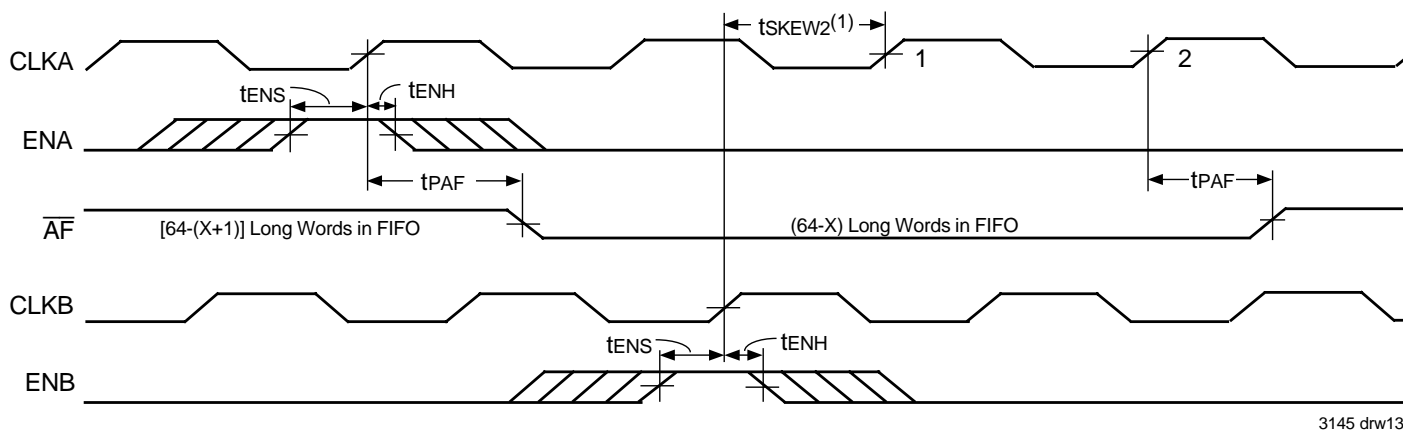 tSKEW2(1)
CLKA
1
2
tENS
tENH
ENA
tPAF
tPAF
AF
[64-(X+1)] Long Words in FIFO
(64-X) Long Words in FIFO
CLKB
tENS
tENH
ENB
3145 drw13